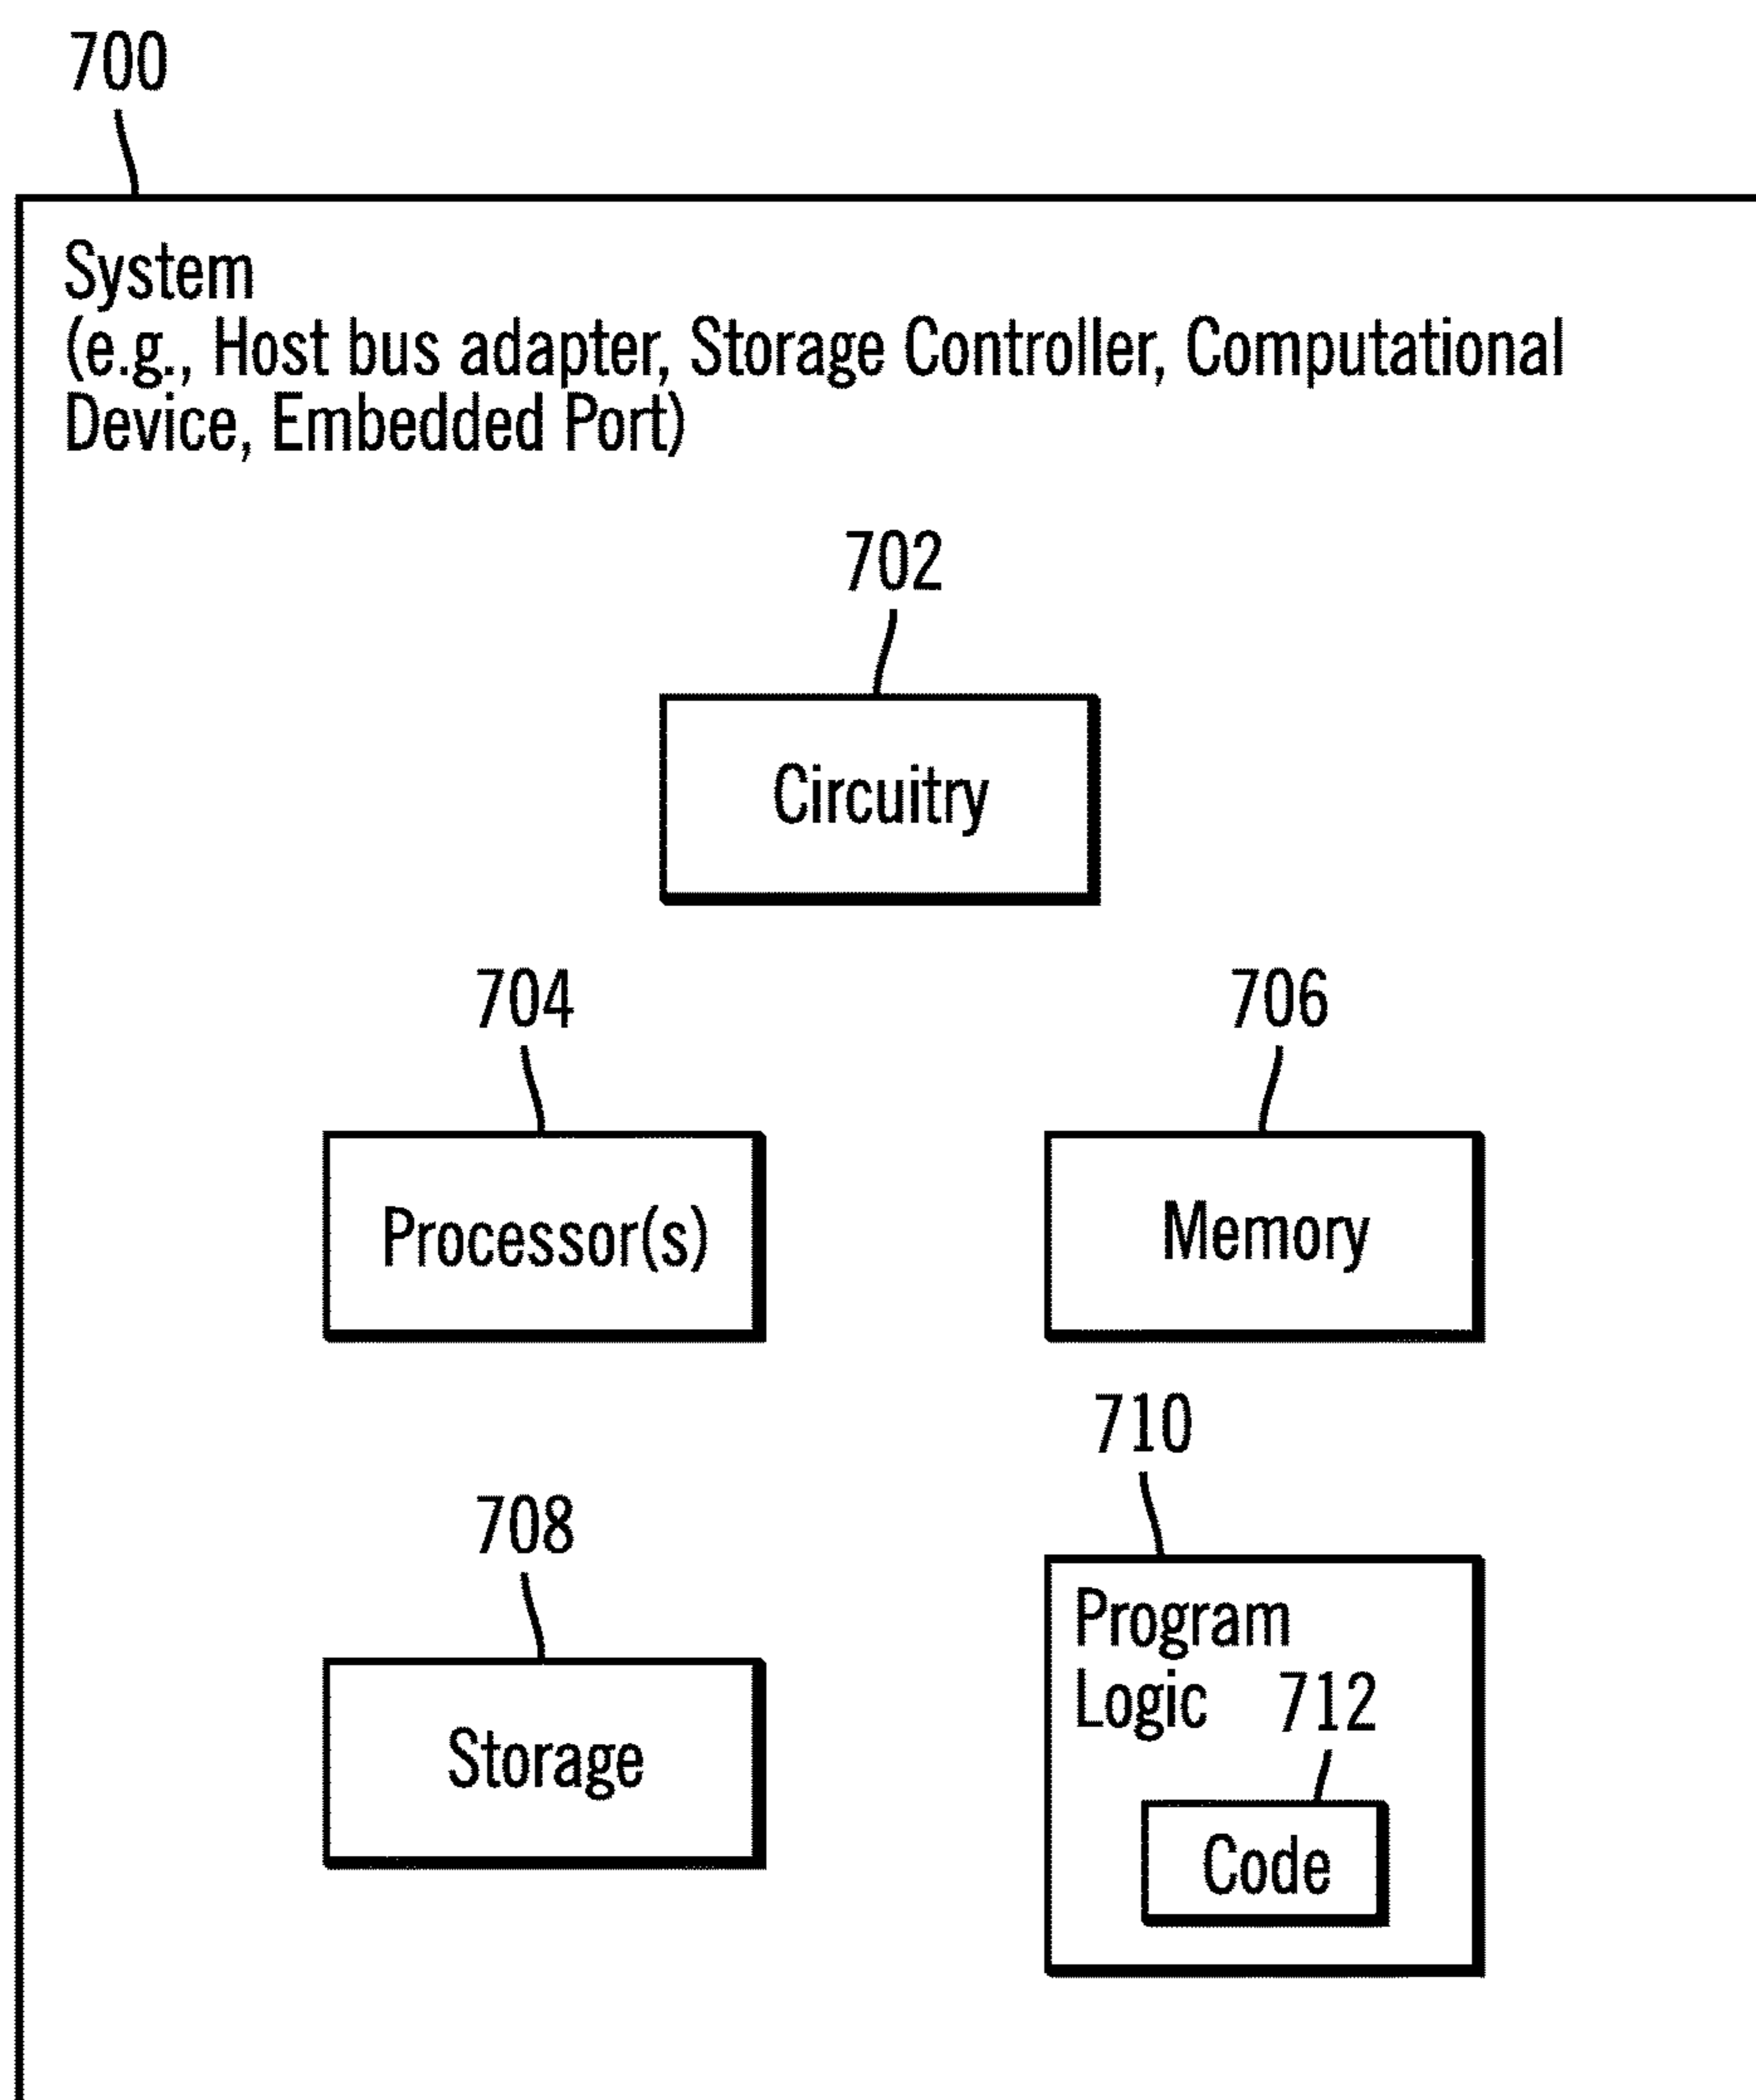 700
System
(e.g., Host bus adapter, Storage Controller, Computational
Device, Embedded Port)
702
Circuitry
704
706
Processor(s)
Memory
710
708
Program
Logic
712
Storage
Code